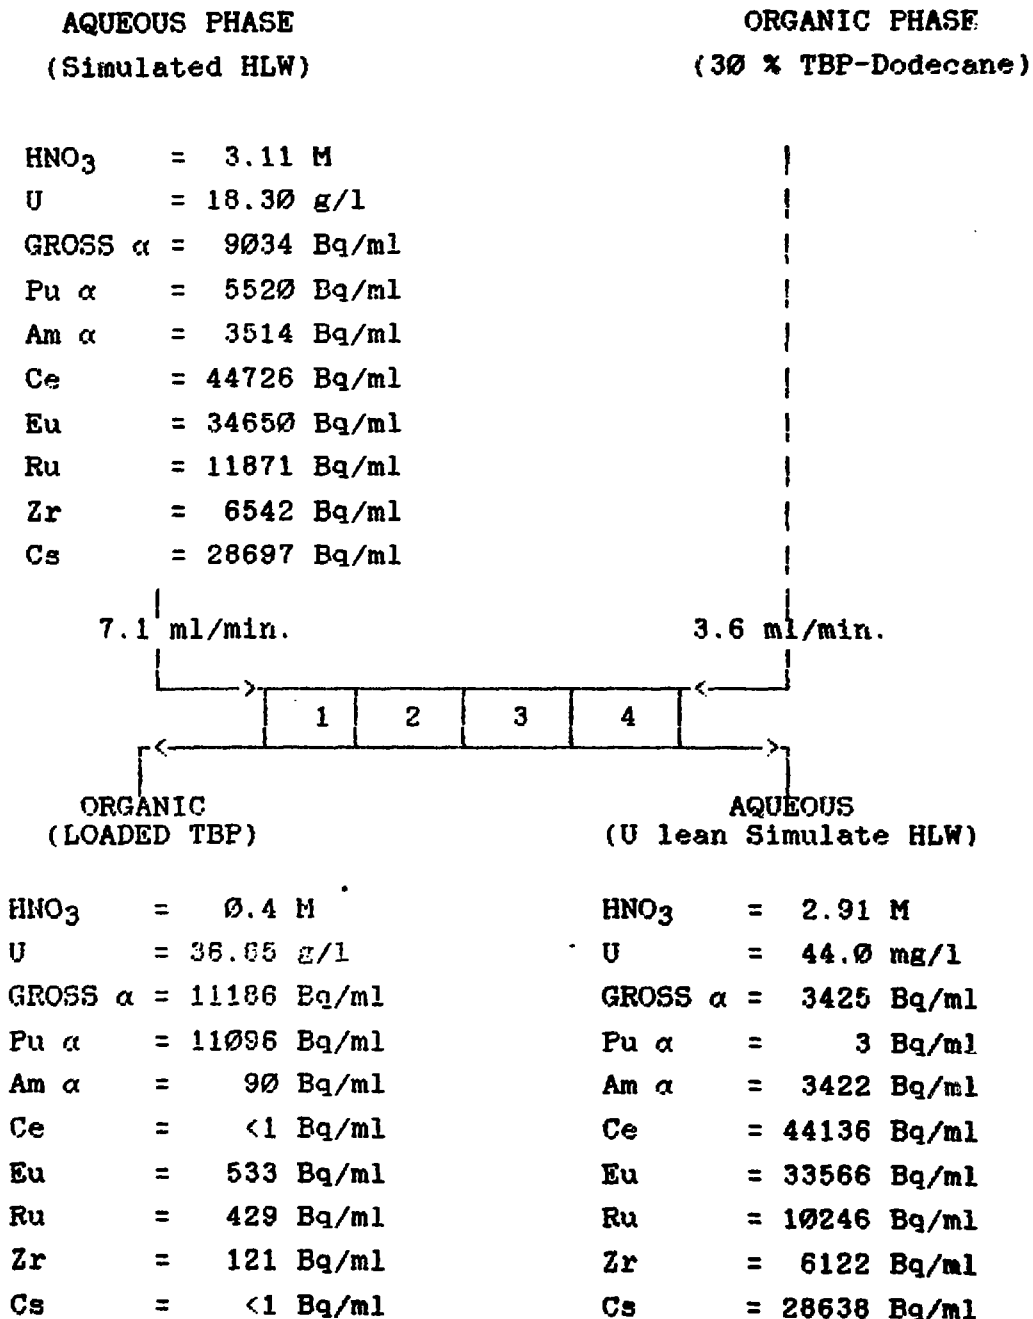 AQUEOUS PHASE
(Simulated HLW)
ORGANIC PHASE
(30 % TBP-Dodecane)
HNO3 = 3.11 M
U = 18.30 g/l
GROSS α = 9034 Bq/ml
Pu α = 5520 Bq/ml
Am α = 3514 Bq/ml
Ce = 44726 Bq/ml
Eu = 34650 Bq/ml
Ru = 11871 Bq/ml
Zr = 6542 Bq/ml
Cs = 28697 Bq/ml
7.1 ml/min.
3.6 ml/min.
1 2 3 4
ORGANIC
(LOADED TBP)
HNO3 = 0.4 M
U = g/l
GROSS α = 11186 Bq/ml
Pu α = 11096 Bq/ml
Am α = 90 Bq/ml
Ce = <1 Bq/ml
Eu = 533 Bq/ml
Ru = 429 Bq/ml
Zr = 121 Bq/ml
Cs = <1 Bq/ml
AQUEOUS
(U lean Simulate HLW)
HNO3 = 2.91 M
U = 44.0 mg/l
GROSS α = 3425 Bq/ml
Pu α = 3 Bq/ml
Am α = 3422 Bq/ml
Ce = 44136 Bq/ml
Eu = 33566 Bq/ml
Ru = 10246 Bq/ml
Zr = 6122 Bq/ml
Cs = 28638 Bq/ml